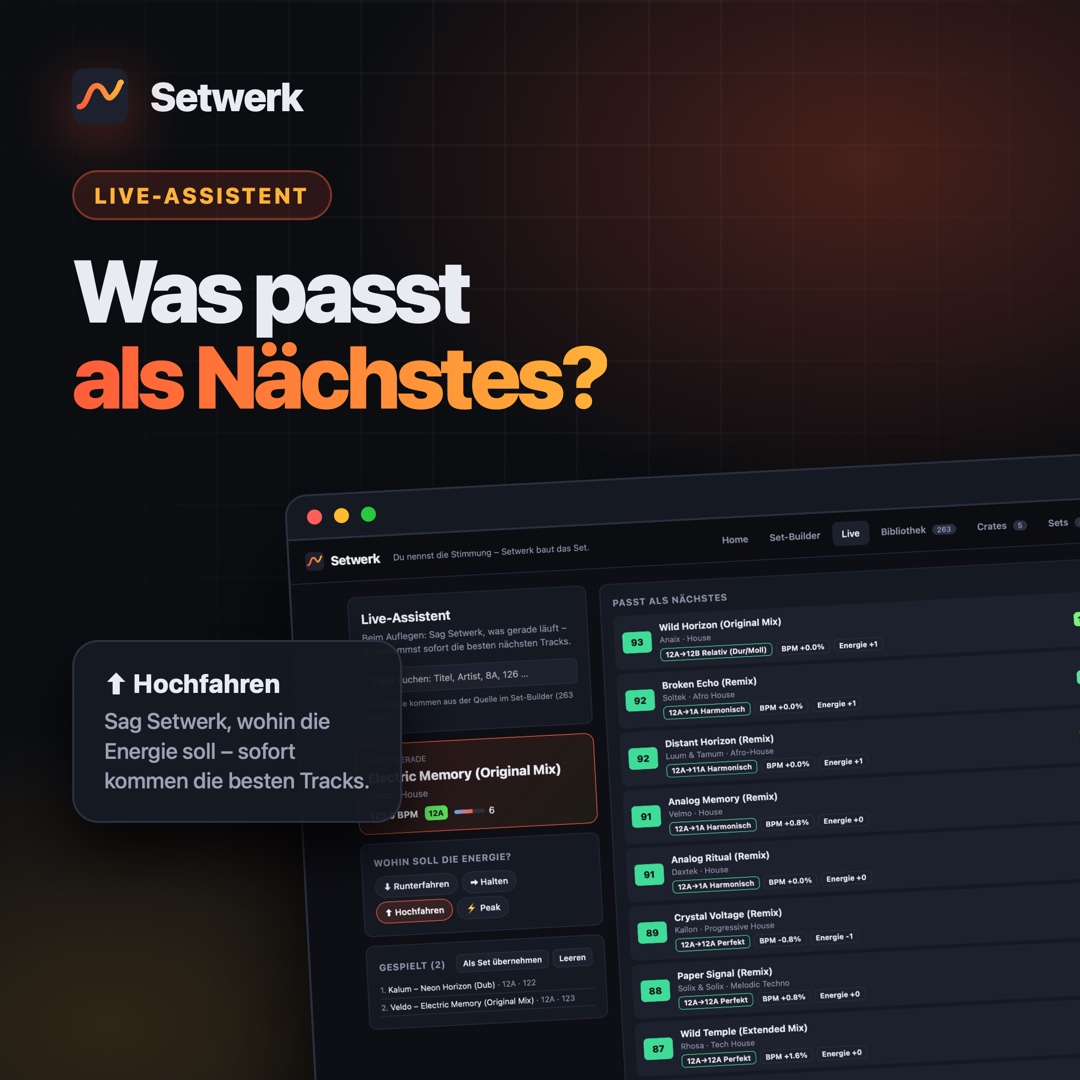 Setwerk
LIVE-ASSISTENT
Was passt
als Nächstes?
Setwerk
Du nennst die Stimmung – Setwerk baut das Set.
Home
Set-Builder
Live
Bibliothek 263
Crates 5
Sets
Live-Assistent
Beim Auflegen: Sag Setwerk, was gerade läuft –
mmst sofort die besten nächsten Tracks.
hen: Titel, Artist, 8A, 126 ...
e kommen aus der Quelle im Set-Builder (263
⬆ Hochfahren
Sag Setwerk, wohin die
Energie soll – sofort
kommen die besten Tracks.
ERADE
Electric Memory (Original Mix)
House
BPM 12A 6
WOHIN SOLL DIE ENERGIE?
⬇ Runterfahren
➡ Halten
⬆ Hochfahren
⚡ Peak
GESPIELT (2)
Als Set übernehmen
Leeren
1. Kalum – Neon Horizon (Dub) · 12A · 122
2. Veldo – Electric Memory (Original Mix) · 12A · 123
PASST ALS NÄCHSTES
93
Wild Horizon (Original Mix)
Anaix · House
12A→12B Relativ (Dur/Moll) BPM +0.0% Energie +1
92
Broken Echo (Remix)
Soltek · Afro House
12A→1A Harmonisch BPM +0.0% Energie +1
92
Distant Horizon (Remix)
Luum & Tamum · Afro-House
12A→11A Harmonisch BPM +0.0% Energie +1
91
Analog Memory (Remix)
Velmo · House
12A→1A Harmonisch BPM +0.8% Energie +0
91
Analog Ritual (Remix)
Daxtek · House
12A→1A Harmonisch BPM +0.0% Energie +0
89
Crystal Voltage (Remix)
Kallon · Progressive House
12A→12A Perfekt BPM -0.8% Energie -1
88
Paper Signal (Remix)
Solix & Solix · Melodic Techno
12A→12A Perfekt BPM +0.8% Energie +0
87
Wild Temple (Extended Mix)
Rhosa · Tech House
12A→12A Perfekt BPM +1.6% Energie +0